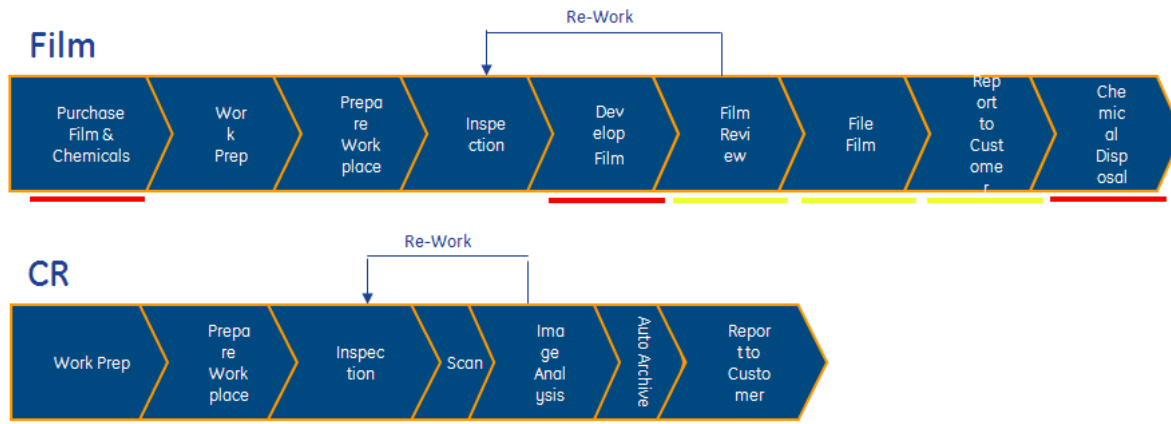 Re-Work
Film
Purchase
Film &
Chemicals
Wor
k
Prep
Prepa
re
Work
place
Inspe
ction
Dev
elop
Film
Film
Revi
ew
File
Film
Rep
ort
to
Cust
ome
r
Che
mic
al
Disp
osal
Re-Work
CR
Work Prep
Prepa
re
Work
place
Inspec
tion
Scan
Ima
ge
Anal
ysis
Auto Archive
Repor
t to
Custo
mer